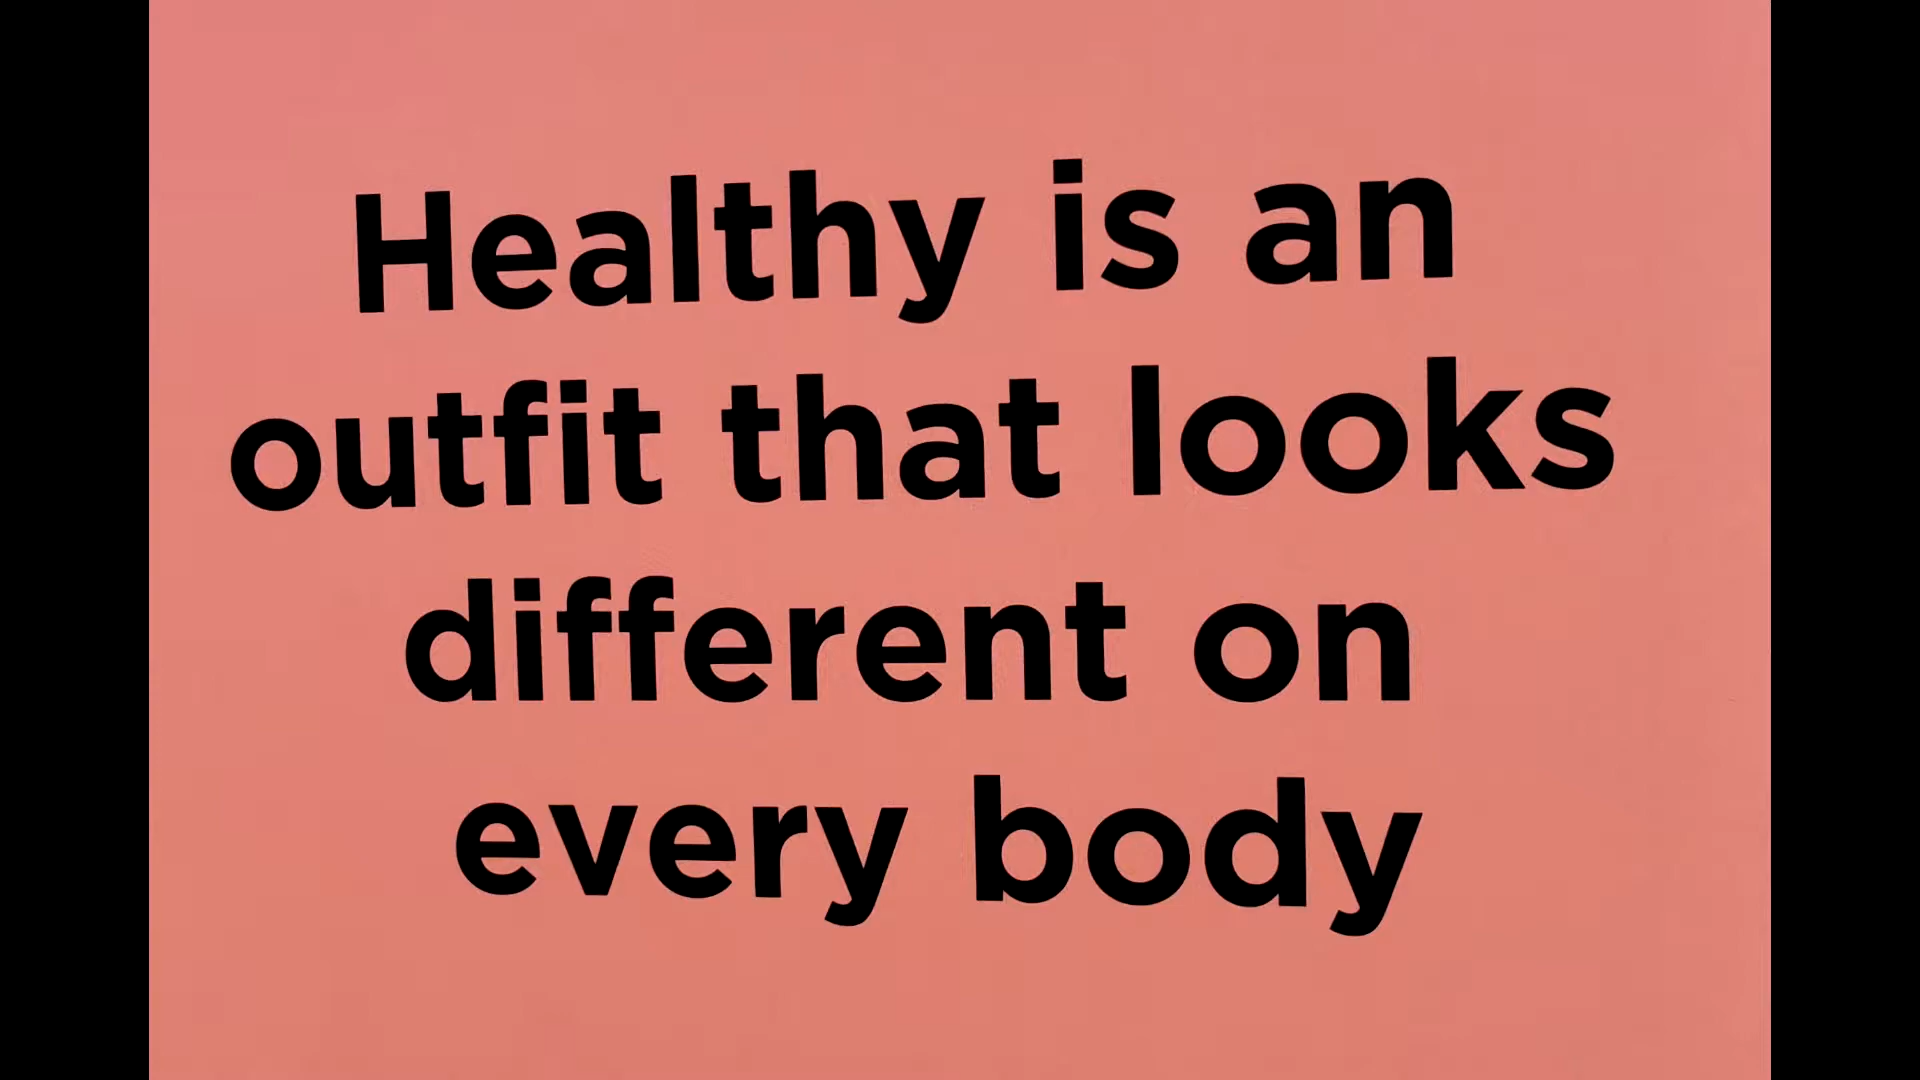 Healthy is an
outfit that looks
different on
every body